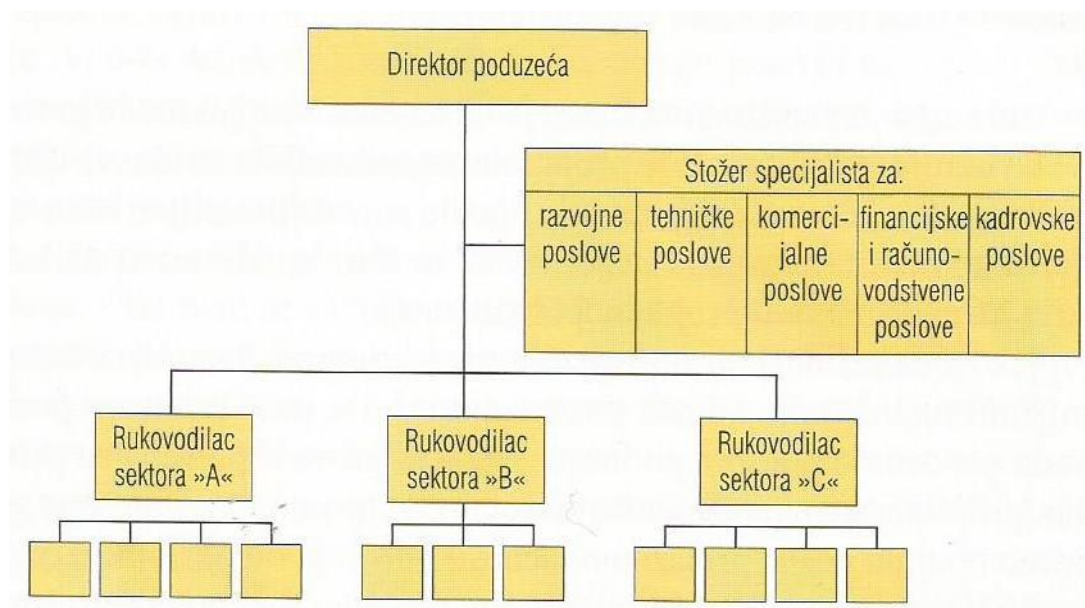 Direktor poduzeća
Stožer specijalista za:
razvojne
poslove
tehničke
poslove
komerci-
jalne
poslove
financijske
i računo-
vodstvene
poslove
kadrovske
poslove
Rukovodilac
sektora »A«
Rukovodilac
sektora »B«
Rukovodilac
sektora »C«